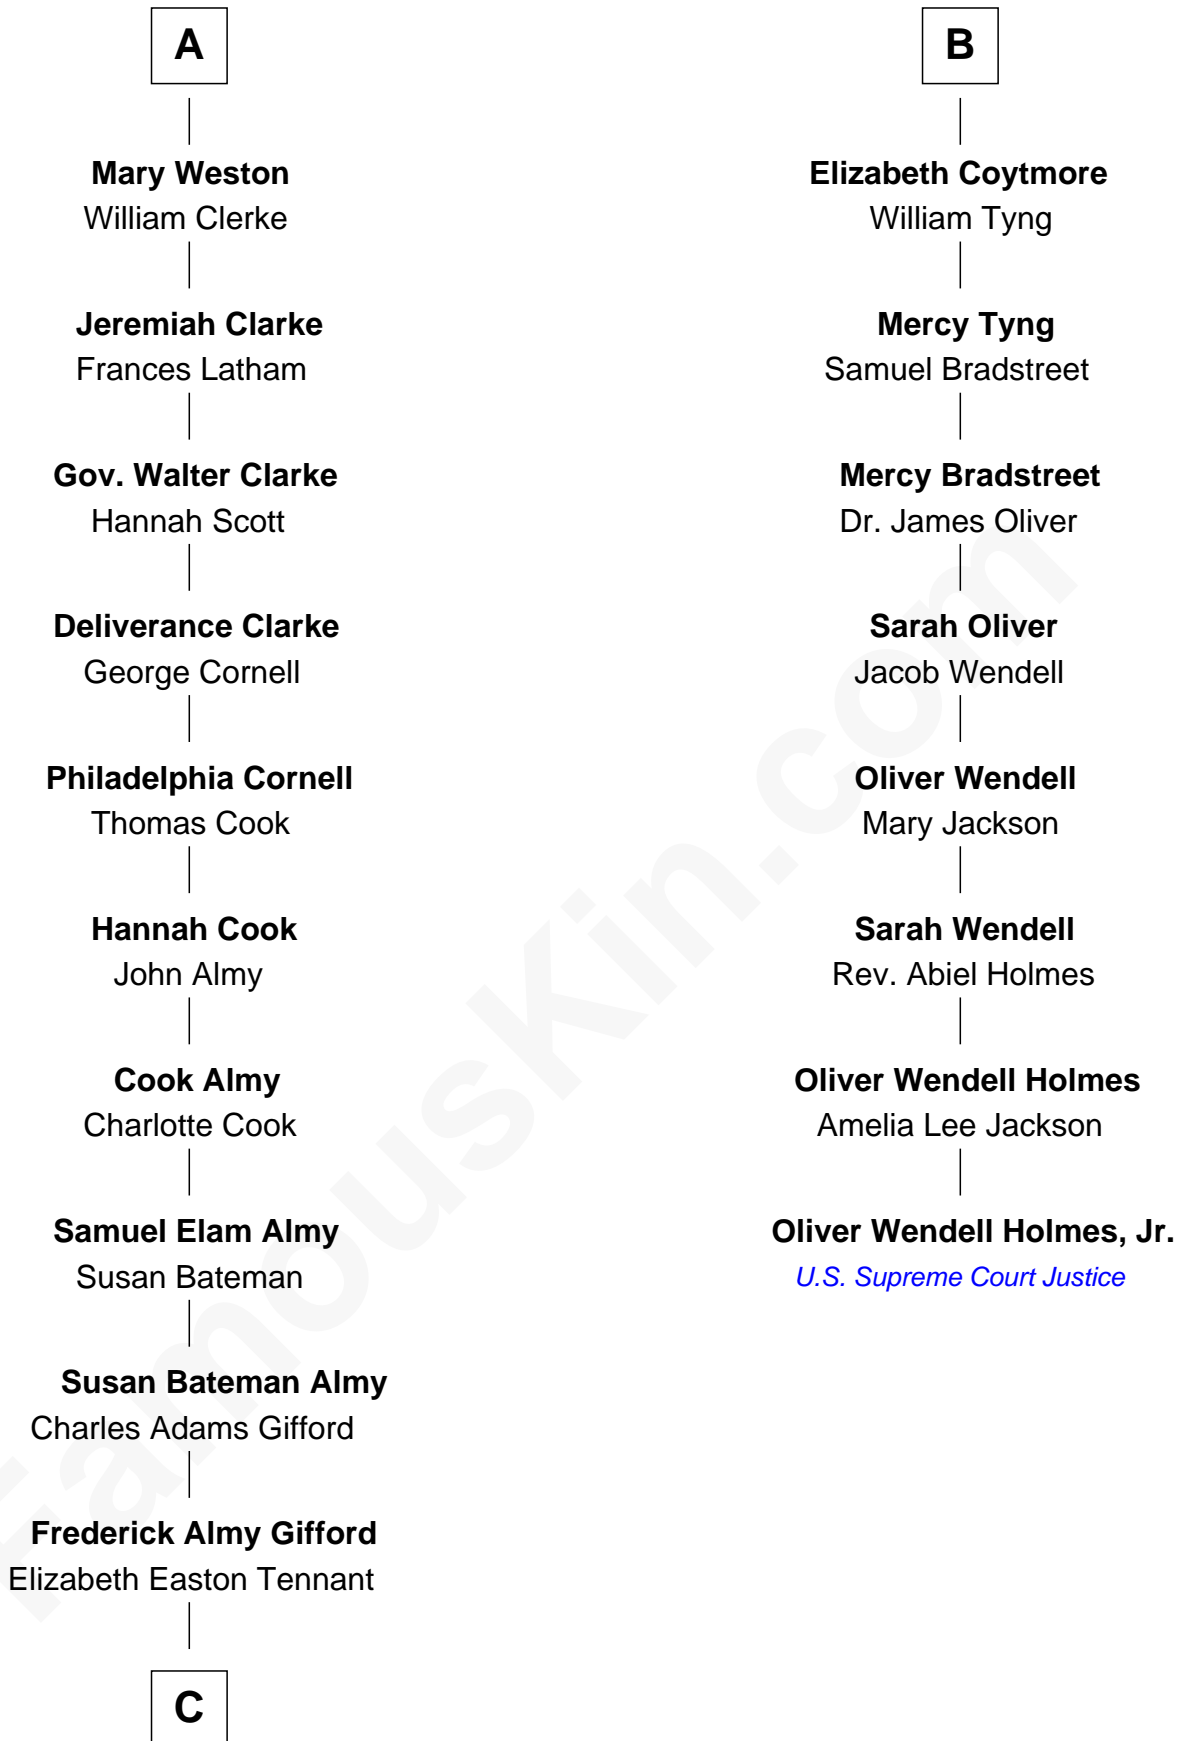 A
Mary Weston
William Clerke
Jeremiah Clarke
Frances Latham
Gov. Walter Clarke
Hannah Scott
Deliverance Clarke
George Cornell
Philadelphia Cornell
Thomas Cook
Hannah Cook
John Almy
Cook Almy
Charlotte Cook
Samuel Elam Almy
Susan Bateman
Susan Bateman Almy
Charles Adams Gifford
Frederick Almy Gifford
Elizabeth Easton Tennant
C
B
Elizabeth Coytmore
William Tyng
Mercy Tyng
Samuel Bradstreet
Mercy Bradstreet
Dr. James Oliver
Sarah Oliver
Jacob Wendell
Oliver Wendell
Mary Jackson
Sarah Wendell
Rev. Abiel Holmes
Oliver Wendell Holmes
Amelia Lee Jackson
Oliver Wendell Holmes, Jr.
U.S. Supreme Court Justice
FamousKin.com